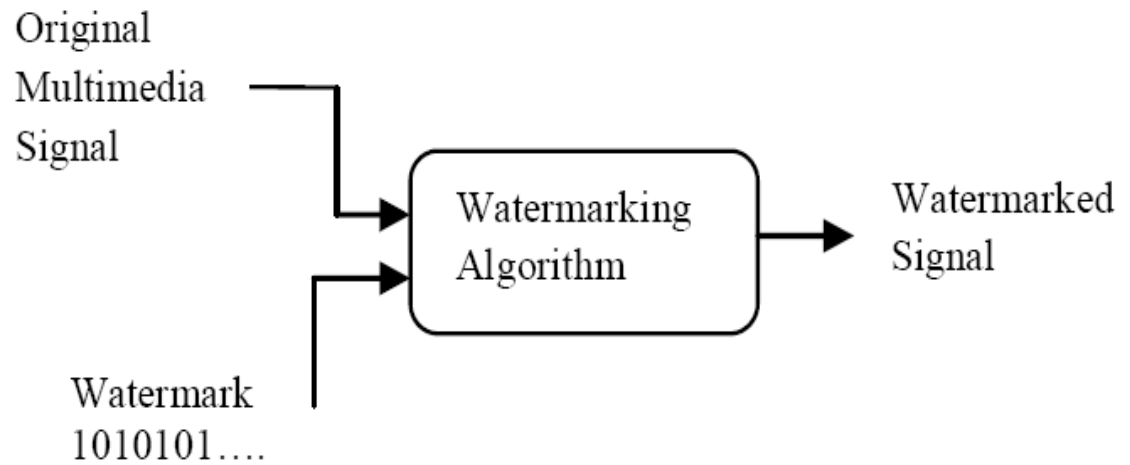 Original
Multimedia
Signal
Watermarking
Algorithm
Watermarked
Signal
Watermark
1010101....